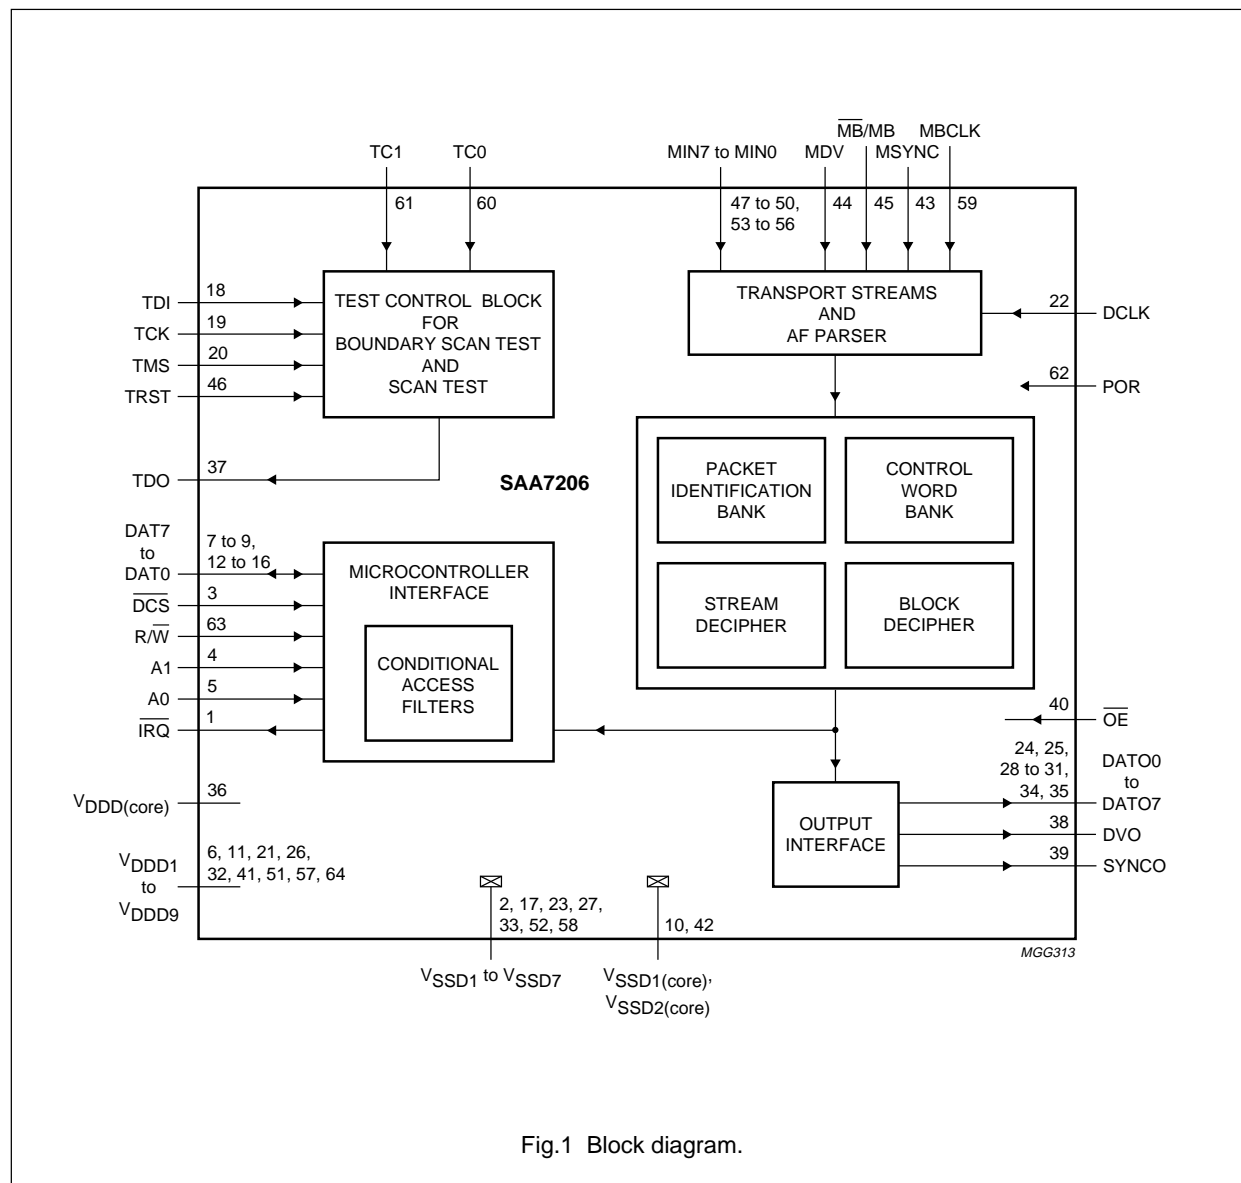 MB/MB MBCLK
TC1 TC0 MIN7 to MIN0 MDV MSYNC
61 60 47 to 50, 44 45 43 59
53 to 56
TDI 18
TCK 19
TMS 20
TRST 46
TEST CONTROL BLOCK
FOR
BOUNDARY SCAN TEST
AND
SCAN TEST
TRANSPORT STREAMS
AND
AF PARSER
22 DCLK
62 POR
TDO 37
SAA7206
PACKET
IDENTIFICATION
BANK
CONTROL
WORD
BANK
STREAM
DECIPHER
BLOCK
DECIPHER
DAT7
to
DAT0
7 to 9,
12 to 16
DCS 3
R/W 63
A1 4
A0 5
IRQ 1
MICROCONTROLLER
INTERFACE
CONDITIONAL
ACCESS
FILTERS
40 OE
24, 25,
28 to 31,
34, 35
DATO0
to
DATO7
38 DVO
39 SYNCO
OUTPUT
INTERFACE
VDDD(core) 36
VDDD1
to
VDDD9
6, 11, 21, 26,
32, 41, 51, 57, 64
2, 17, 23, 27,
33, 52, 58
10, 42
VSSD1 to VSSD7
VSSD1(core),
VSSD2(core)
MGG313
Fig.1 Block diagram.